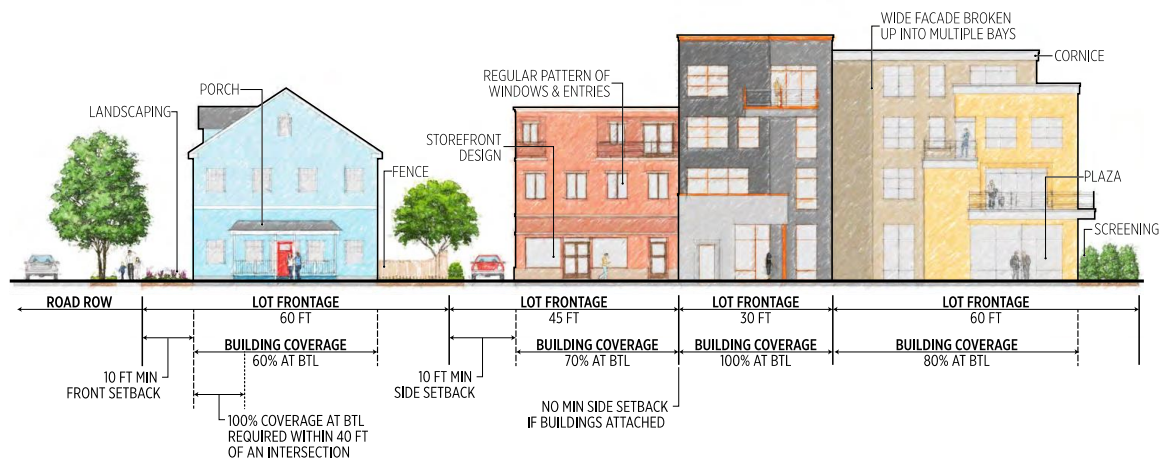 WIDE FACADE BROKEN
UP INTO MULTIPLE BAYS
CORNICE
PORCH
REGULAR PATTERN OF
WINDOWS & ENTRIES
LANDSCAPING
STOREFRONT
DESIGN
FENCE
PLAZA
SCREENING
ROAD ROW
LOT FRONTAGE
60 FT
LOT FRONTAGE
45 FT
LOT FRONTAGE
30 FT
LOT FRONTAGE
60 FT
BUILDING COVERAGE
60% AT BTL
BUILDING COVERAGE
70% AT BTL
BUILDING COVERAGE
100% AT BTL
BUILDING COVERAGE
80% AT BTL
10 FT MIN
FRONT SETBACK
10 FT MIN
SIDE SETBACK
NO MIN SIDE SETBACK
IF BUILDINGS ATTACHED
100% COVERAGE AT BTL
REQUIRED WITHIN 40 FT
OF AN INTERSECTION